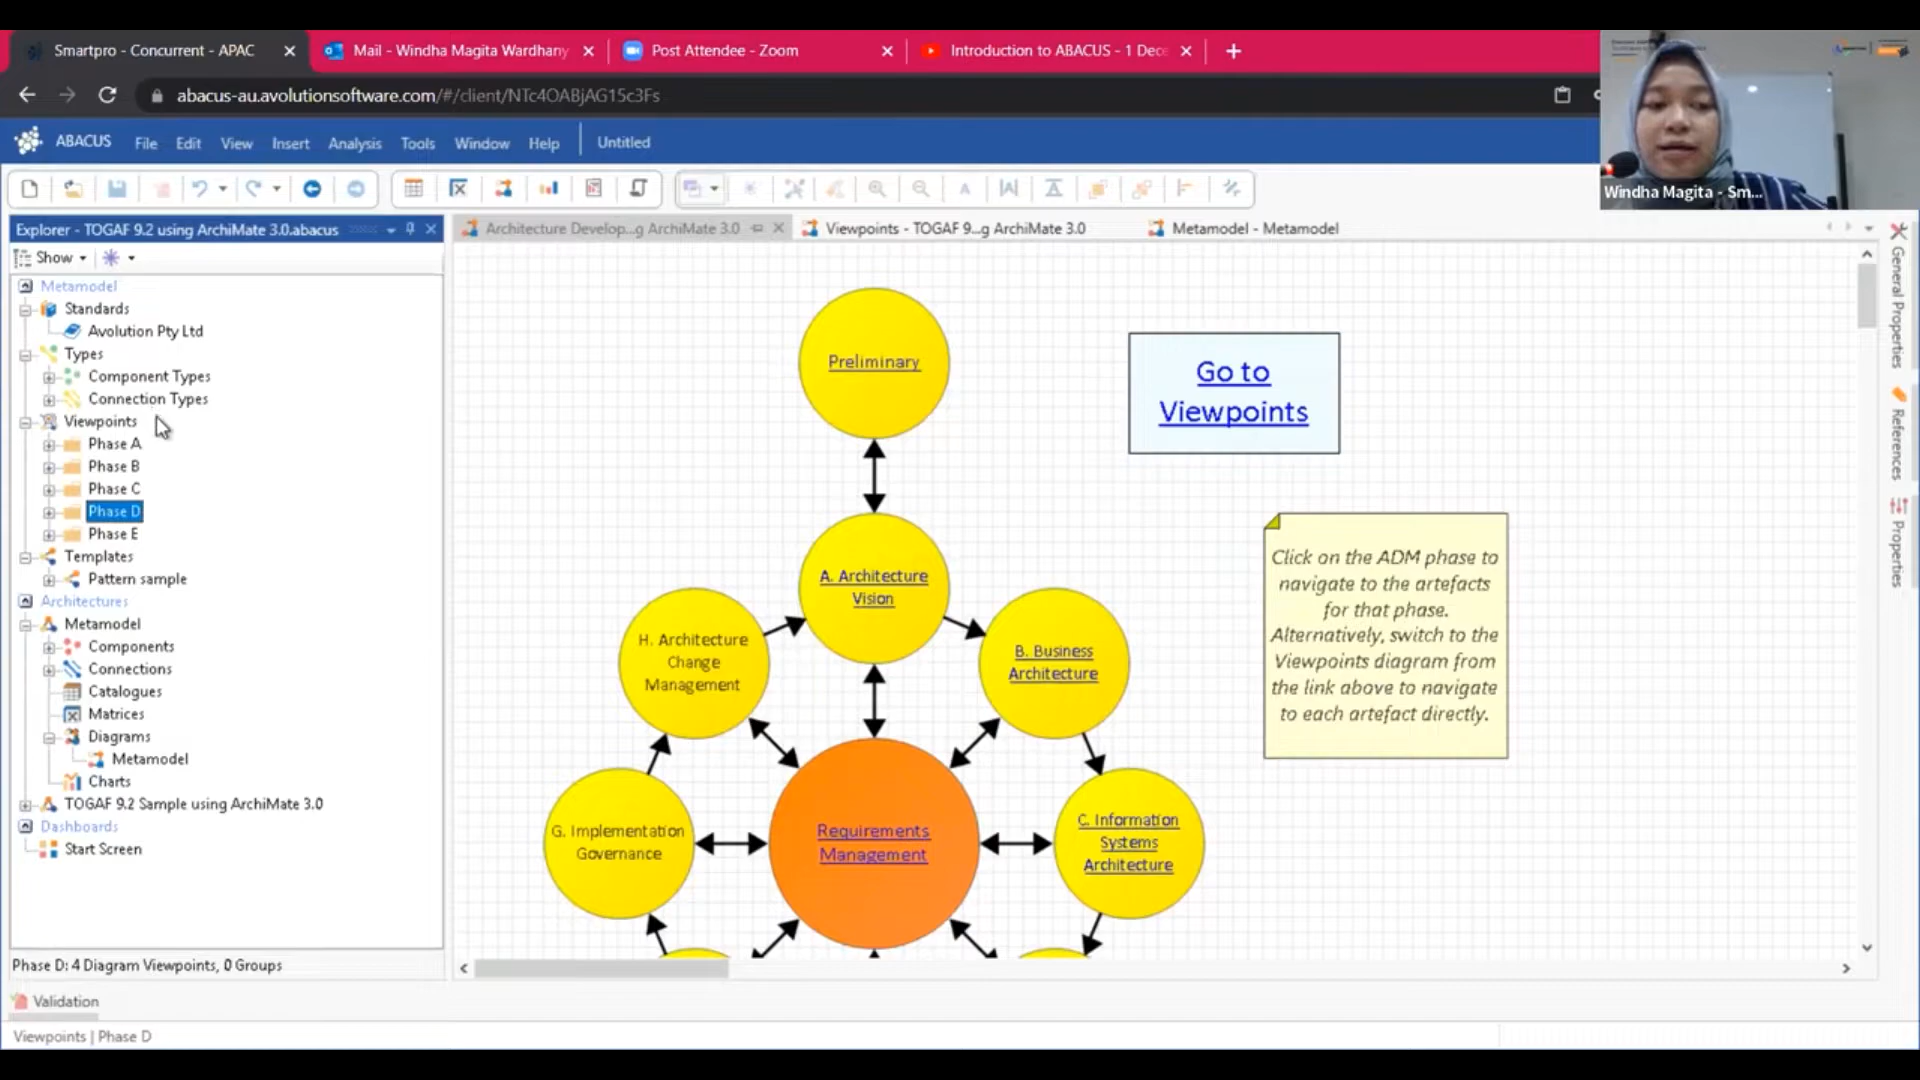 Smartpro - Concurrent - APAC
Mail - Windha Magita Wardhany
Post Attendee - Zoom
Introduction to ABACUS - 1 Dece
abacus-au.avolutionsoftware.com/#/client/NTc4OABjAG15c3Fs
ABACUS File Edit View Insert Analysis Tools Window Help Untitled
Windha Magita - Sm...
Explorer - TOGAF 9.2 using ArchiMate 3.0.abacus
Architecture Develop...g ArchiMate 3.0
Viewpoints - TOGAF 9...g ArchiMate 3.0
Metamodel - Metamodel
Show
Metamodel
Standards
Avolution Pty Ltd
Types
Component Types
Connection Types
Viewpoints
Phase A
Phase B
Phase C
Phase D
Phase E
Templates
Pattern sample
Architectures
Metamodel
Components
Connections
Catalogues
Matrices
Diagrams
Metamodel
Charts
TOGAF 9.2 Sample using ArchiMate 3.0
Dashboards
Start Screen
Phase D: 4 Diagram Viewpoints, 0 Groups
Validation
Viewpoints | Phase D
Preliminary
Go to
Viewpoints
A. Architecture
Vision
H. Architecture
Change
Management
B. Business
Architecture
G. Implementation
Governance
Requirements
Management
C. Information
Systems
Architecture
Click on the ADM phase to
navigate to the artefacts
for that phase.
Alternatively, switch to the
Viewpoints diagram from
the link above to navigate
to each artefact directly.
General Properties
References
Properties